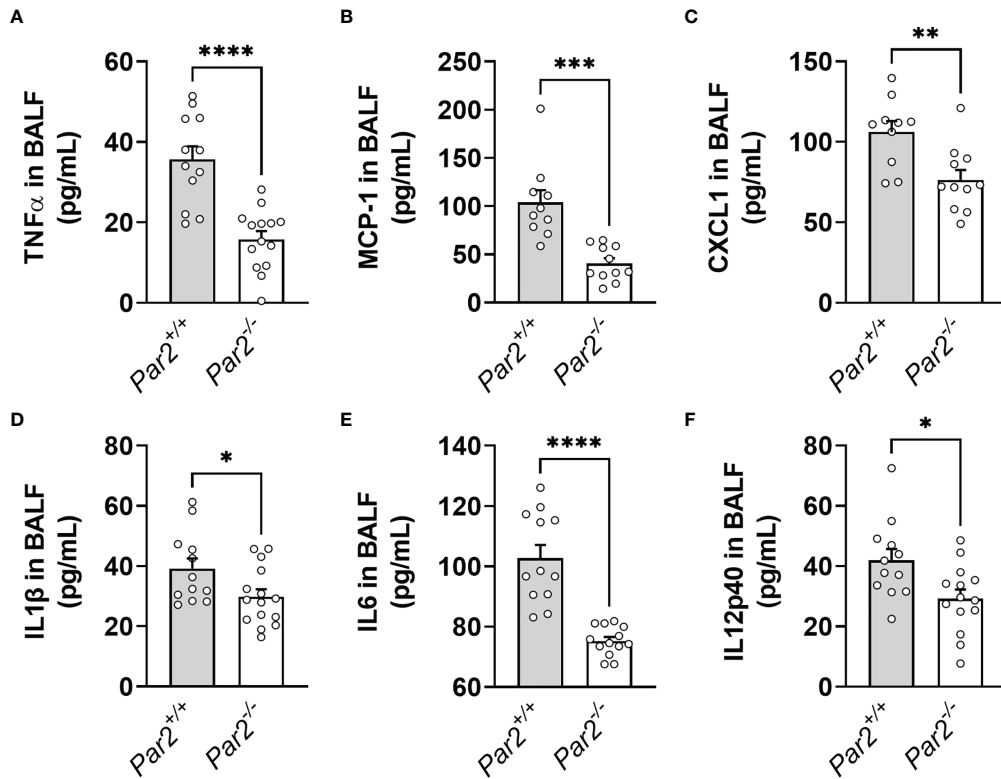 A
TNFα in BALF
(pg/mL)
60
40
20
0
****
Par2+/+
Par2-/-
B
MCP-1 in BALF
(pg/mL)
250
200
150
100
50
0
***
Par2+/+
Par2-/-
C
CXCL1 in BALF
(pg/mL)
150
100
50
0
**
Par2+/+
Par2-/-
D
IL1β in BALF
(pg/mL)
80
60
40
20
0
*
Par2+/+
Par2-/-
E
IL6 in BALF
(pg/mL)
140
120
100
80
60
****
Par2+/+
Par2-/-
F
IL12p40 in BALF
(pg/mL)
80
60
40
20
0
*
Par2+/+
Par2-/-